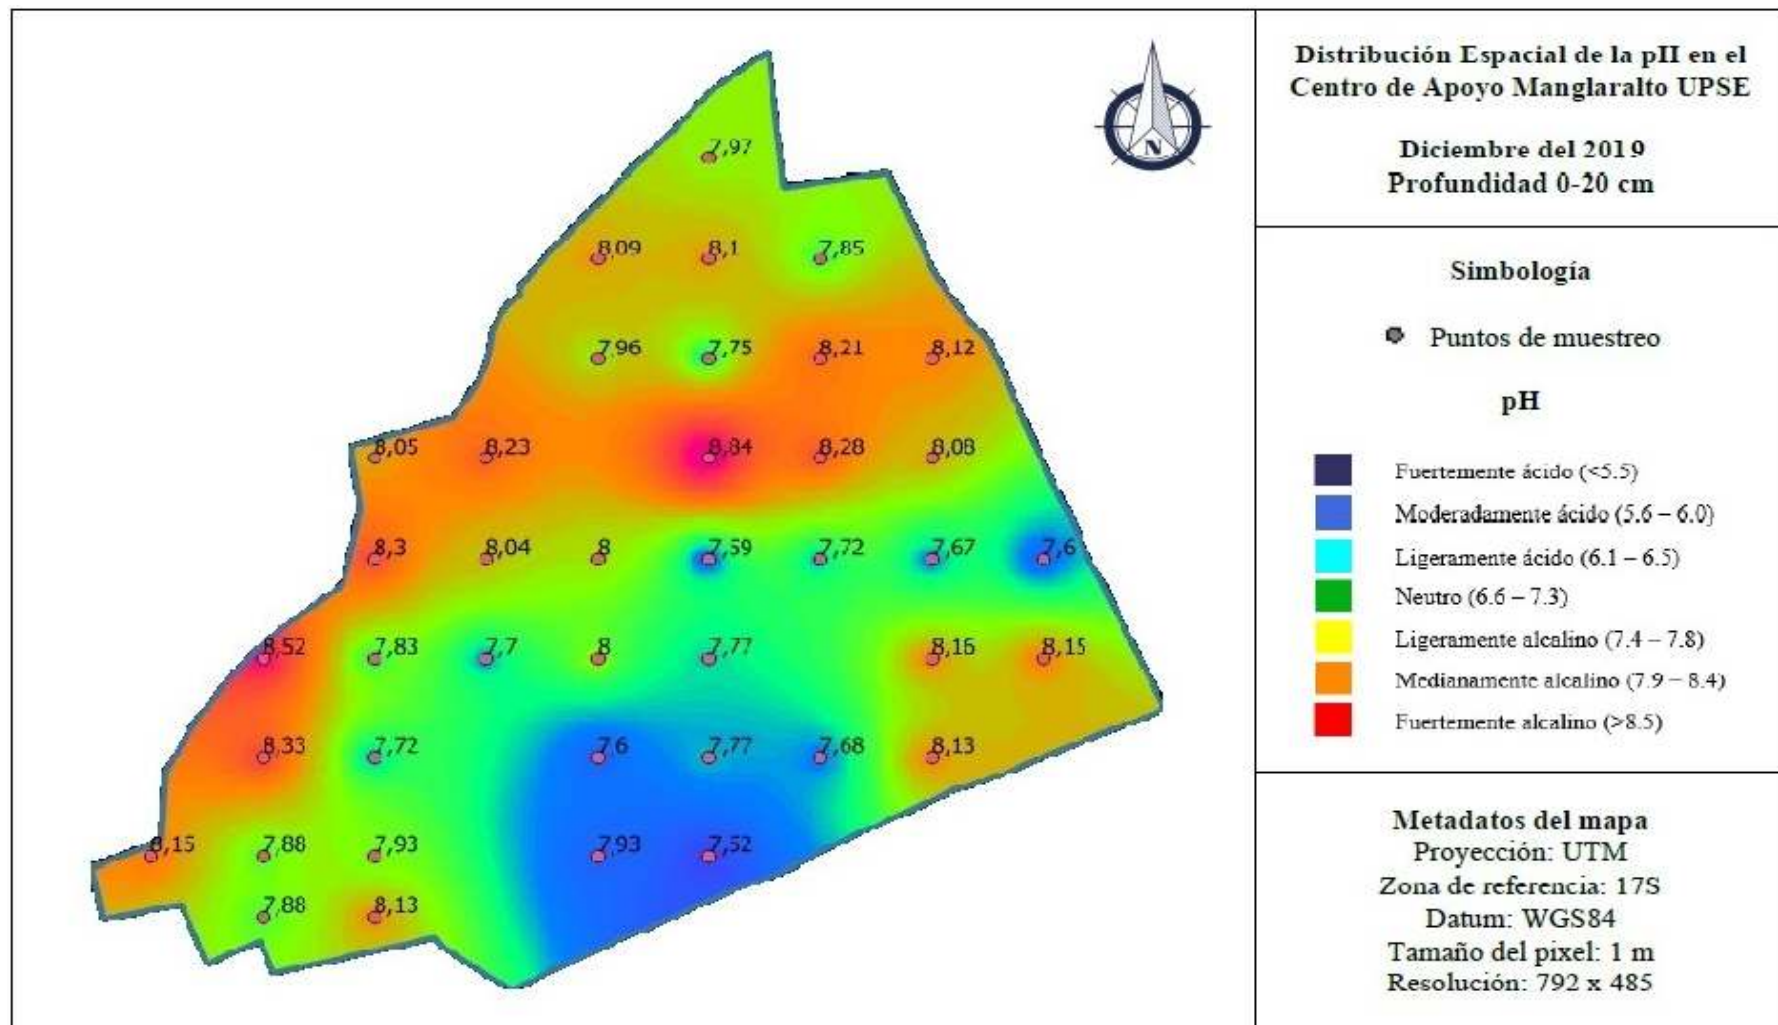 7,97
8,09 8,1 7,85
7,96 7,75 8,21 8,12
8,05 8,23 8,84 8,28 8,08
8,3 8,04 8 7,59 7,72 7,67 7,6
8,52 7,83 7,7 8 7,77 8,16 8,15
8,33 7,72 7,6 7,77 7,68 8,13
8,15 7,88 7,93 7,93 7,52
7,88 8,13
N
Distribución Espacial de la pH en el
Centro de Apoyo Manglaralto UPSE
Diciembre del 2019
Profundidad 0-20 cm
Simbología
Puntos de muestreo
pH
Fuertemente ácido (<5.5)
Moderadamente ácido (5.6 – 6.0)
Ligeramente ácido (6.1 – 6.5)
Neutro (6.6 – 7.3)
Ligeramente alcalino (7.4 – 7.8)
Medianamente alcalino (7.9 – 8.4)
Fuertemente alcalino (>8.5)
Metadatos del mapa
Proyección: UTM
Zona de referencia: 17S
Datum: WGS84
Tamaño del pixel: 1 m
Resolución: 792 x 485